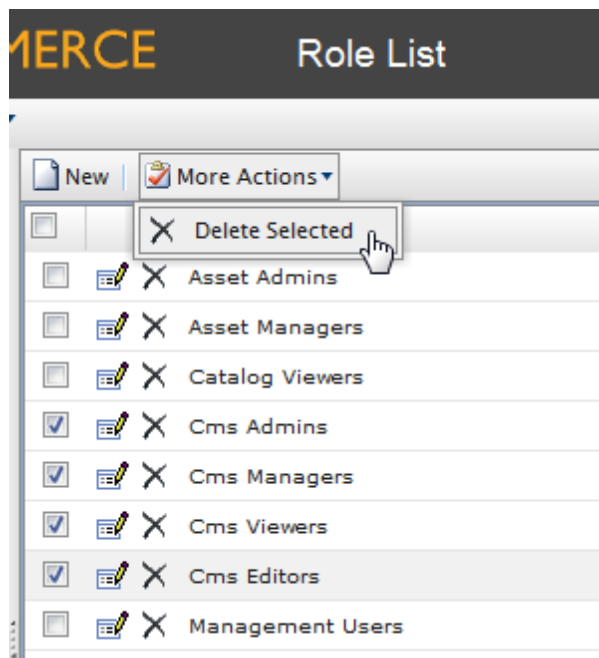 MERCE Role List
New More Actions
Delete Selected
Asset Admins
Asset Managers
Catalog Viewers
Cms Admins
Cms Managers
Cms Viewers
Cms Editors
Management Users